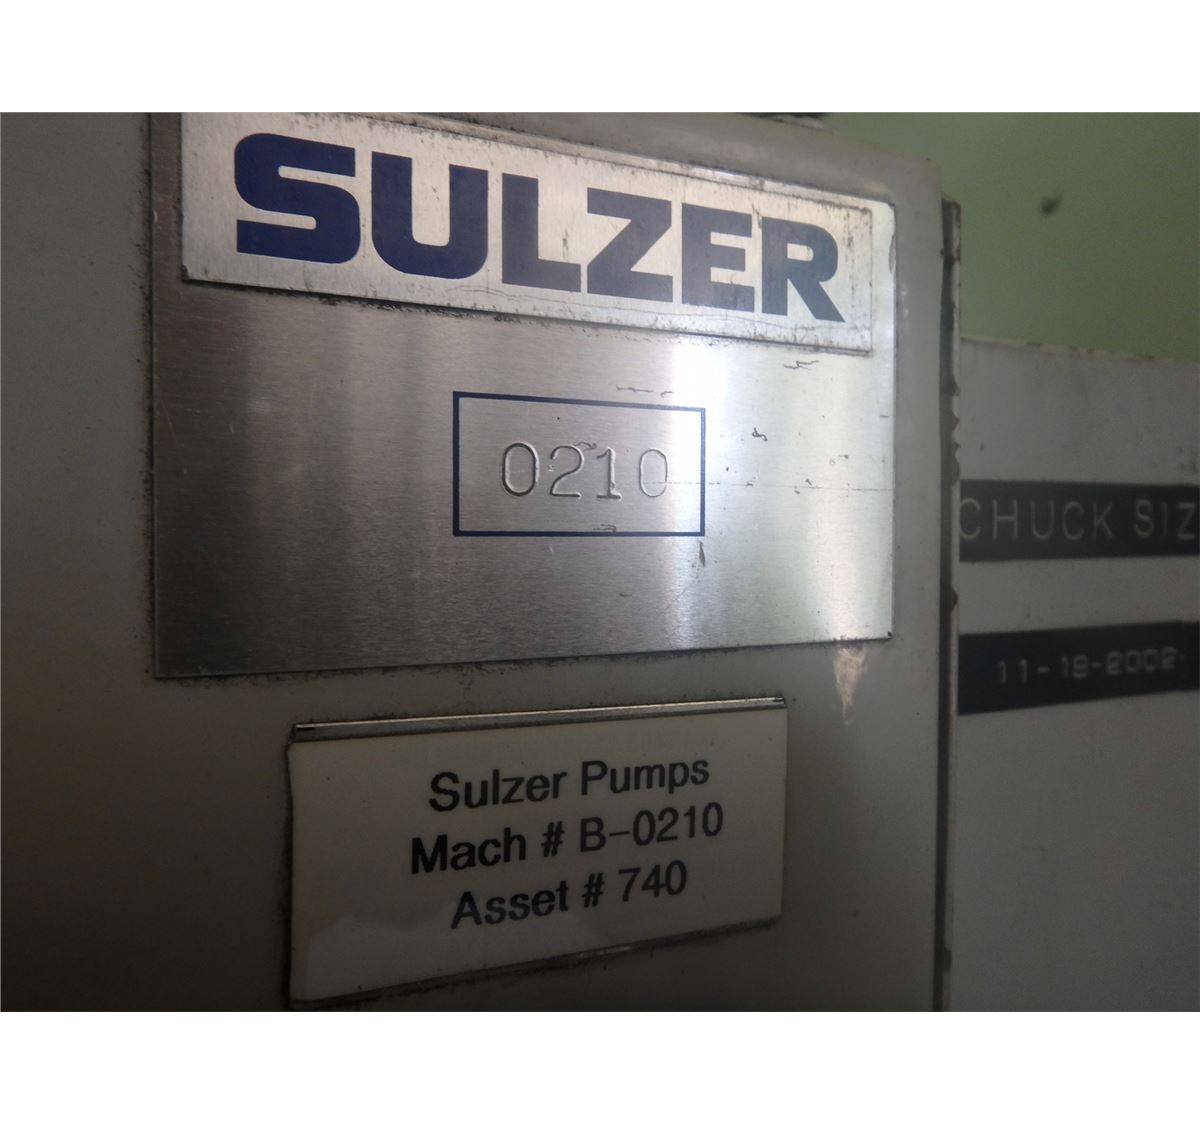 SULZER
0210
CHUCK SIZ
11-19-2002
Sulzer Pumps
Mach # B-0210
Asset # 740